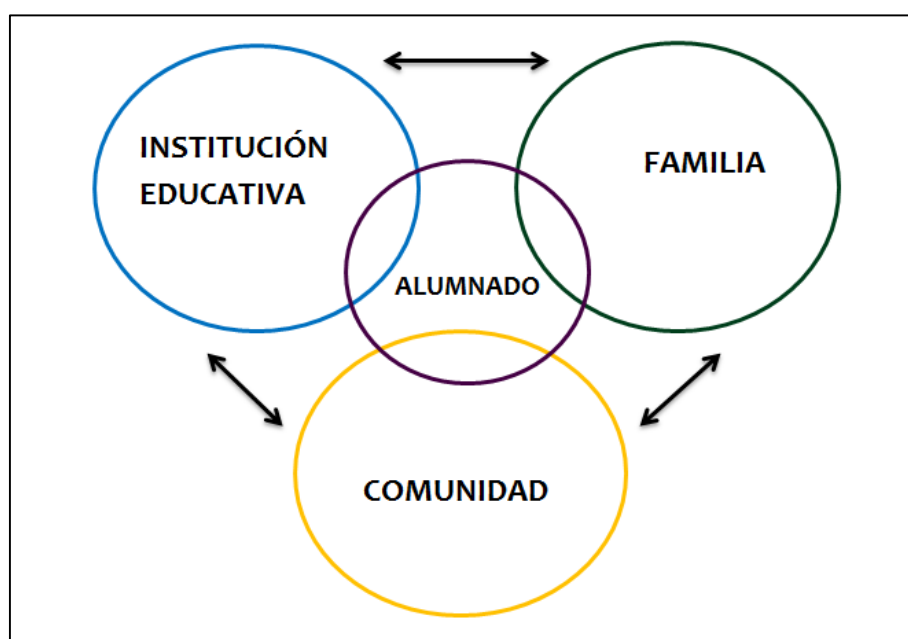 INSTITUCIÓN
EDUCATIVA
FAMILIA
ALUMNADO
COMUNIDAD